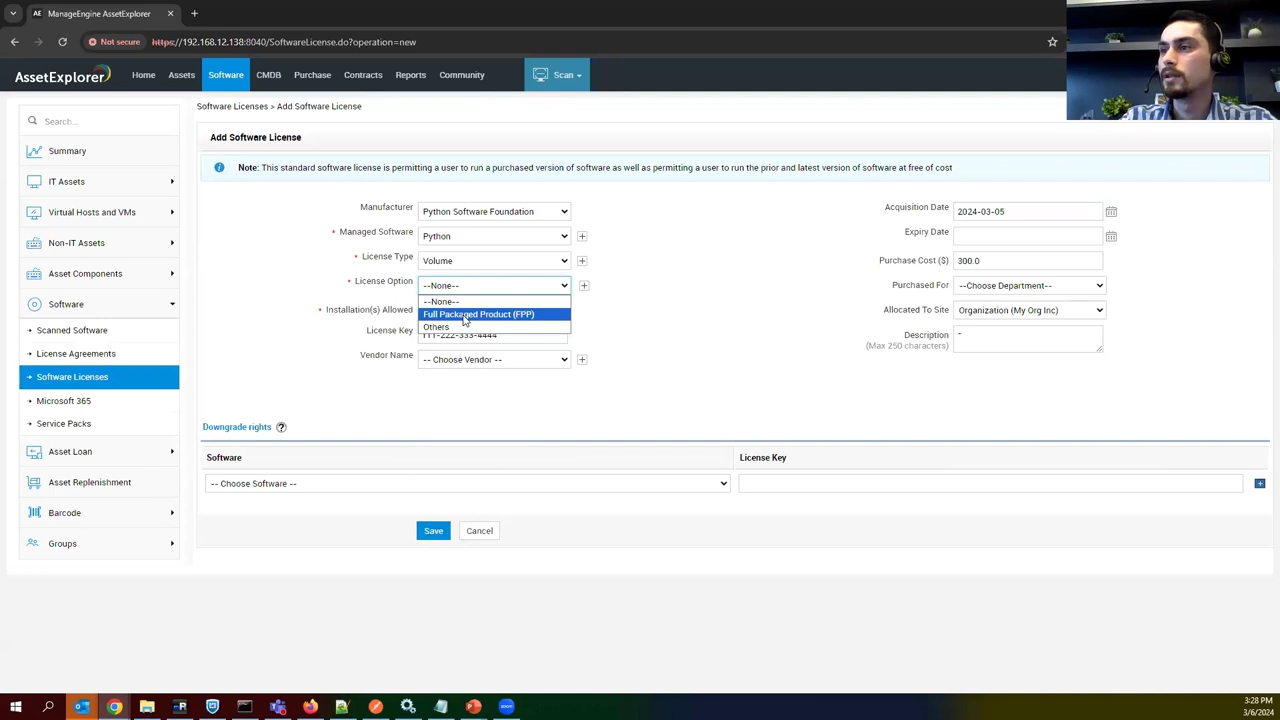 AE ManageEngine AssetExplorer
Not secure https://192.168.12.138:8040/SoftwareLicense.do?operation=new
AssetExplorer Home Assets Software CMDB Purchase Contracts Reports Community Scan
Search...
Summary
IT Assets
Virtual Hosts and VMs
Non-IT Assets
Asset Components
Software
Scanned Software
License Agreements
Software Licenses
Microsoft 365
Service Packs
Asset Loan
Asset Replenishment
Barcode
Groups
Software Licenses > Add Software License
Add Software License
Note: This standard software license is permitting a user to run a purchased version of software as well as permitting a user to run the prior and latest version of software at free of cost
Manufacturer Python Software Foundation
* Managed Software Python
* License Type Volume
* License Option --None--
--None--
Full Packaged Product (FPP)
Others
* Installation(s) Allowed
License Key 111-222-333-4444
Vendor Name -- Choose Vendor --
Acquisition Date 2024-03-05
Expiry Date
Purchase Cost ($) 300.0
Purchased For --Choose Department--
Allocated To Site Organization (My Org Inc)
Description -
(Max 250 characters)
Downgrade rights ?
Software License Key
-- Choose Software --
Save Cancel
3:28 PM
3/6/2024